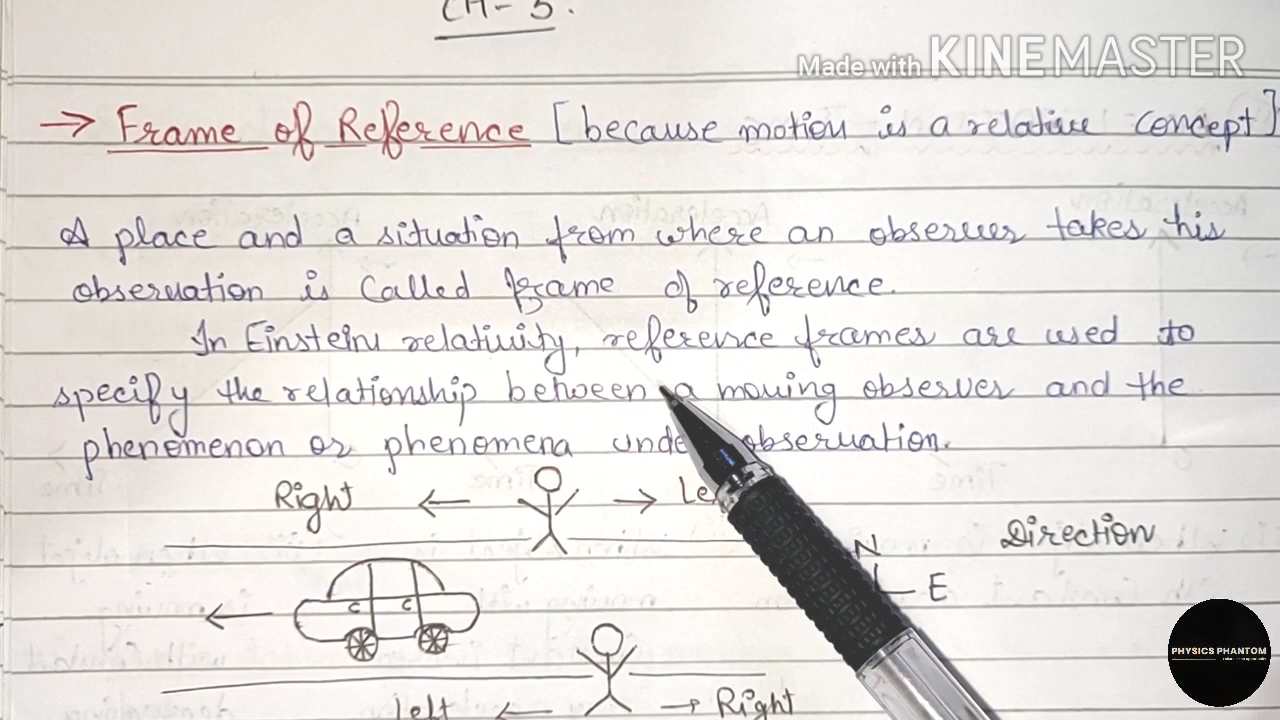 CH - 5.
Made with KINEMASTER
→ Frame of Reference [because motion is a relative concept]
A place and a situation from where an observer takes his
observation is called frame of reference.
In Einstein relativity, reference frames are used to
specify the relationship between a moving observer and the
phenomenon or phenomena unde observation.
Right ← → Le
N
Direction
E
C C
←
PHYSICS PHANTOM
left ← → Right